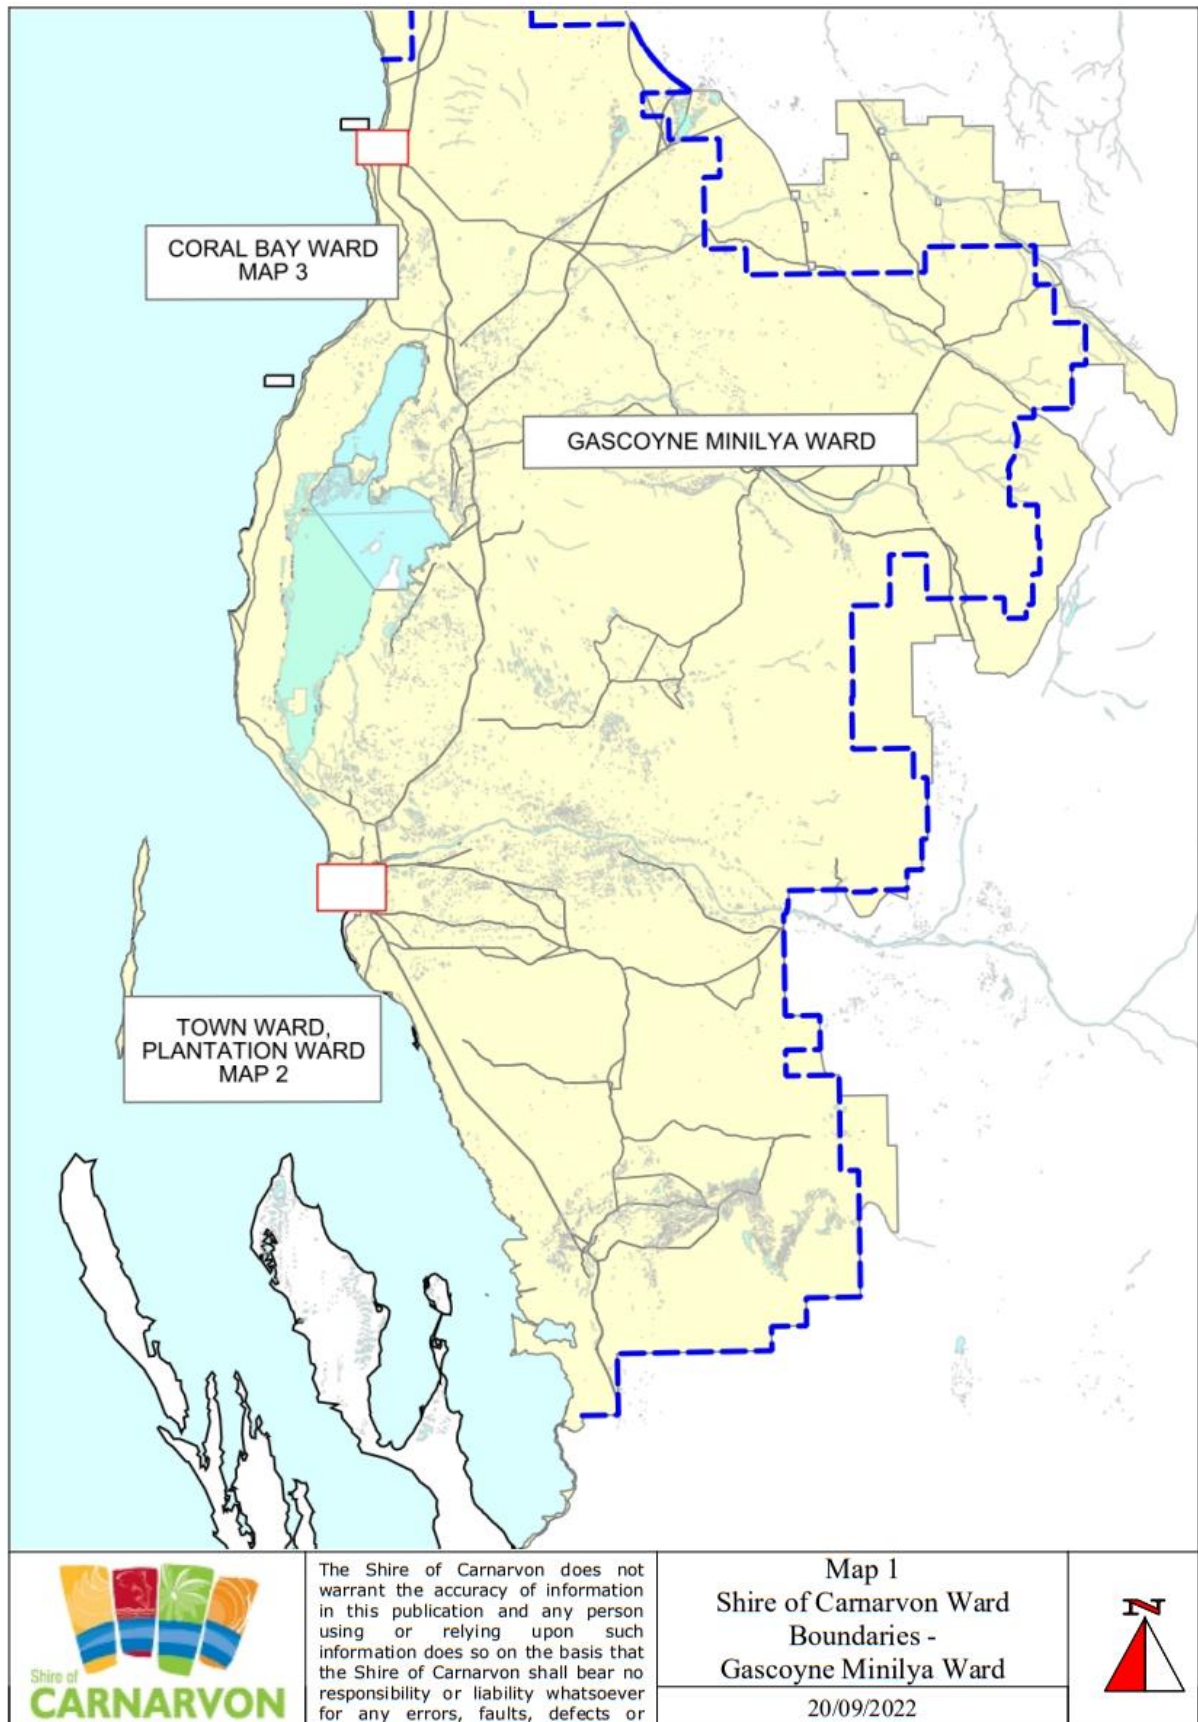 CORAL BAY WARD
MAP 3
GASCOYNE MINILYA WARD
TOWN WARD,
PLANTATION WARD
MAP 2
Shire of
CARNARVON
The Shire of Carnarvon does not
warrant the accuracy of information
in this publication and any person
using or relying upon such
information does so on the basis that
the Shire of Carnarvon shall bear no
responsibility or liability whatsoever
for any errors, faults, defects or
Map 1
Shire of Carnarvon Ward
Boundaries -
Gascoyne Minilya Ward
20/09/2022
N